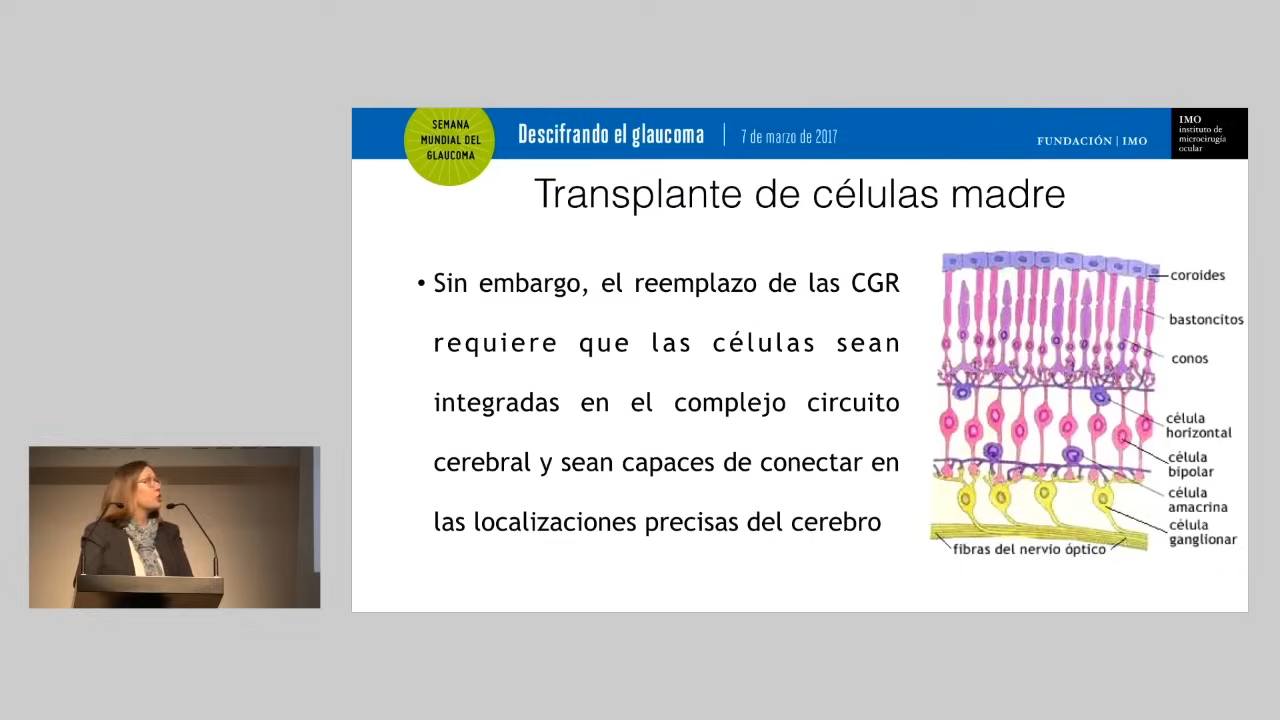 SEMANA
MUNDIAL DEL
GLAUCOMA
Descifrando el glaucoma
7 de marzo de 2017
FUNDACIÓN | IMO
IMO
instituto de
microcirugía
ocular
Transplante de células madre
• Sin embargo, el reemplazo de las CGR
requiere que las células sean
integradas en el complejo circuito
cerebral y sean capaces de conectar en
las localizaciones precisas del cerebro
coroides
bastoncitos
conos
célula
horizontal
célula
bipolar
célula
amacrina
célula
ganglionar
fibras del nervio óptico